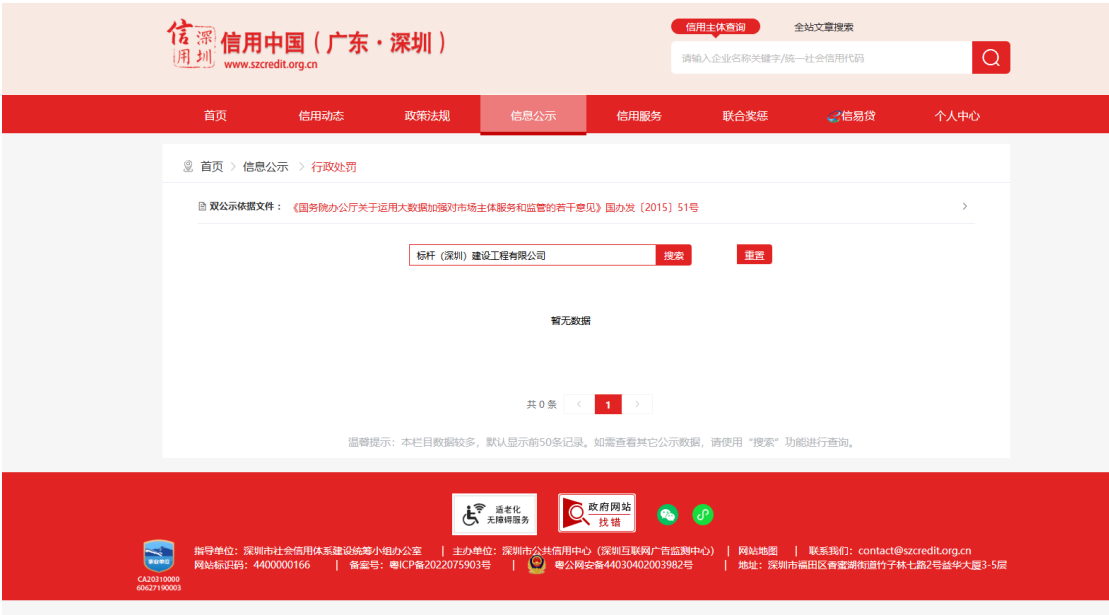 信用 深圳 信用中国（广东·深圳）
www.szcredit.org.cn
信用主体查询 全站文章搜索
请输入企业名称关键字/统一社会信用代码
首页 信用动态 政策法规 信息公示 信用服务 联合奖惩 信易贷 个人中心
首页 > 信息公示 > 行政处罚
双公示依据文件： 《国务院办公厅关于运用大数据加强对市场主体服务和监管的若干意见》国办发〔2015〕51号 >
标杆（深圳）建设工程有限公司 搜索 重置
暂无数据
共 0 条 < 1 >
温馨提示：本栏目数据较多，默认显示前50条记录。如需查看其它公示数据，请使用“搜索”功能进行查询。
适老化
无障碍服务
政府网站
找错
事业单位
CA20310000
60627190003
指导单位：深圳市社会信用体系建设统筹小组办公室 | 主办单位：深圳市公共信用中心（深圳互联网广告监测中心） | 网站地图 | 联系我们：contact@szcredit.org.cn
网站标识码：4400000166 | 备案号：粤ICP备2022075903号 | 粤公网安备44030402003982号 | 地址：深圳市福田区香蜜湖街道竹子林七路2号益华大厦3-5层